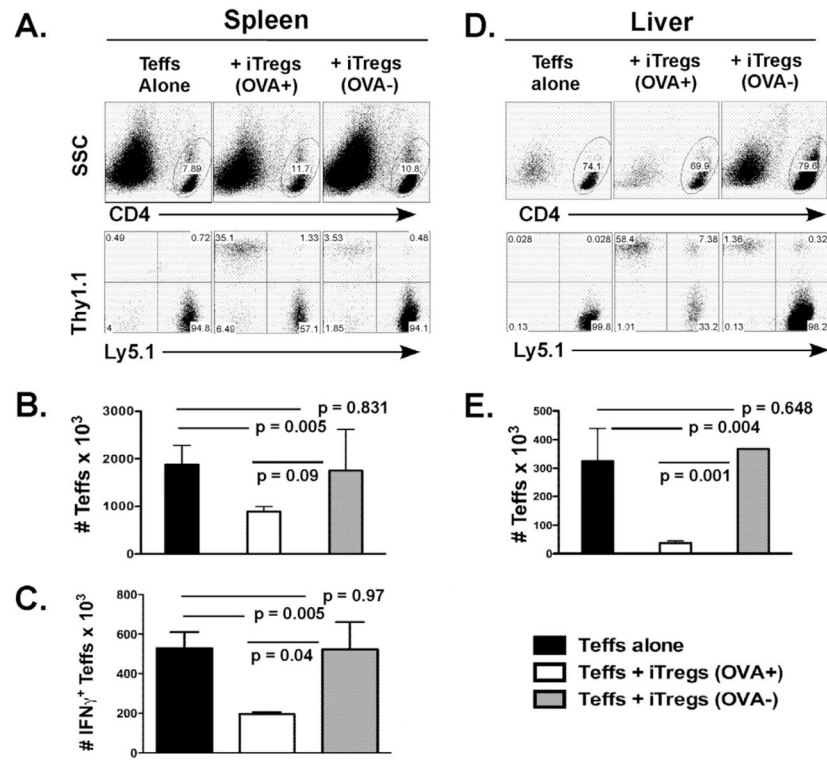 A.
Spleen
Teffs
Alone
+ iTregs
(OVA+)
+ iTregs
(OVA-)
SSC
7.89
11.7
10.8
CD4
0.49
0.72
35.1
1.33
3.53
0.48
Thy1.1
4
94.8
6.49
57.1
1.85
94.1
Ly5.1
B.
# Teffs x 10³
3000
2000
1000
0
p = 0.831
p = 0.005
p = 0.09
C.
# IFNγ⁺ Teffs x 10³
800
600
400
200
0
p = 0.97
p = 0.005
p = 0.04
D.
Liver
Teffs
alone
+ iTregs
(OVA+)
+ iTregs
(OVA-)
74.1
69.9
79.6
CD4
0.028
0.028
58.4
7.38
1.36
0.32
0.13
99.8
1.01
33.2
0.13
98.2
Ly5.1
E.
# Teffs x 10³
500
400
300
200
100
0
p = 0.648
p = 0.004
p = 0.001
Teffs alone
Teffs + iTregs (OVA+)
Teffs + iTregs (OVA-)